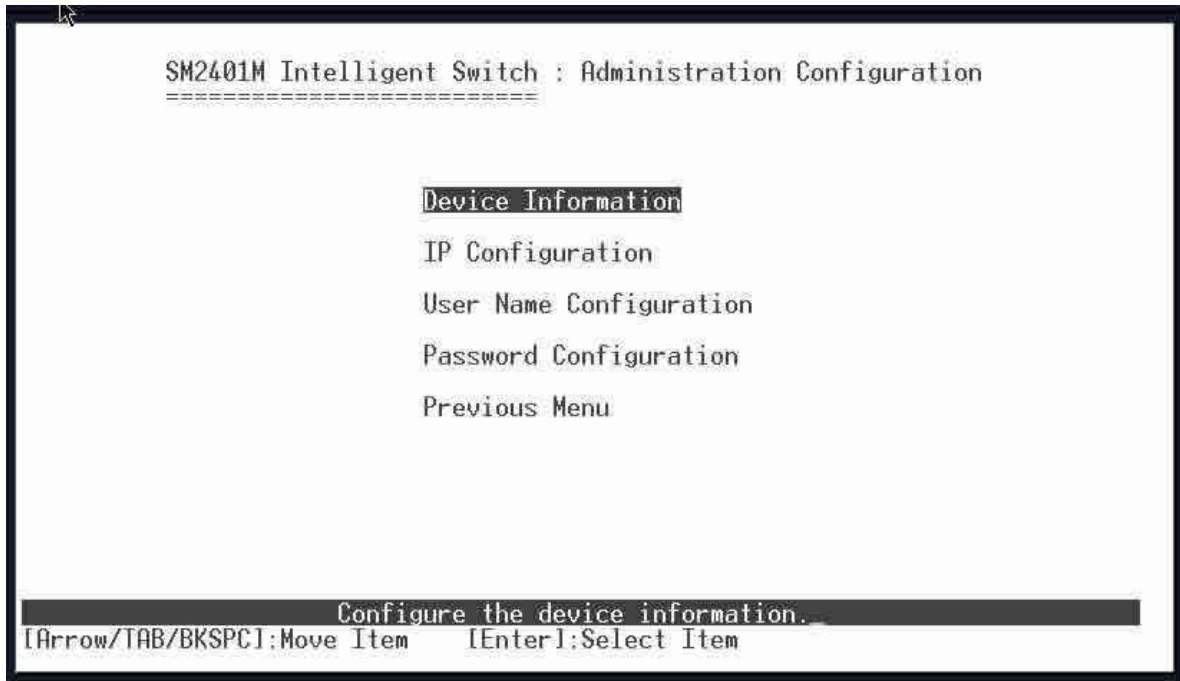 SM2401M Intelligent Switch : Administration Configuration
==========================
Device Information
IP Configuration
User Name Configuration
Password Configuration
Previous Menu
Configure the device information._
[Arrow/TAB/BKSPC]:Move Item [Enter]:Select Item